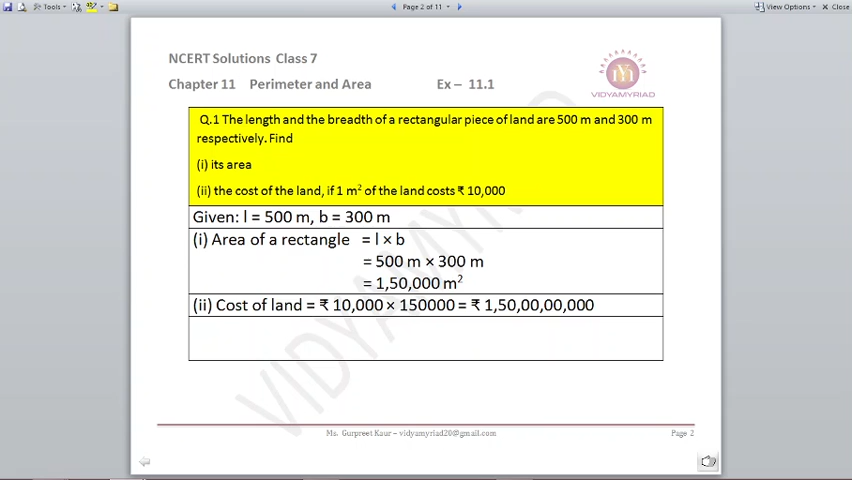 Tools
Page 2 of 11
View Options
Close
NCERT Solutions Class 7
Chapter 11 Perimeter and Area Ex – 11.1
VIDYAMYRIAD
Q.1 The length and the breadth of a rectangular piece of land are 500 m and 300 m
respectively. Find
(i) its area
(ii) the cost of the land, if 1 m² of the land costs ₹ 10,000
Given: l = 500 m, b = 300 m
(i) Area of a rectangle = l × b
= 500 m × 300 m
= 1,50,000 m²
(ii) Cost of land = ₹ 10,000 × 150000 = ₹ 1,50,00,00,000
VIDYAMYRIAD
Ms. Gurpreet Kaur – vidyamyriad20@gmail.com Page 2